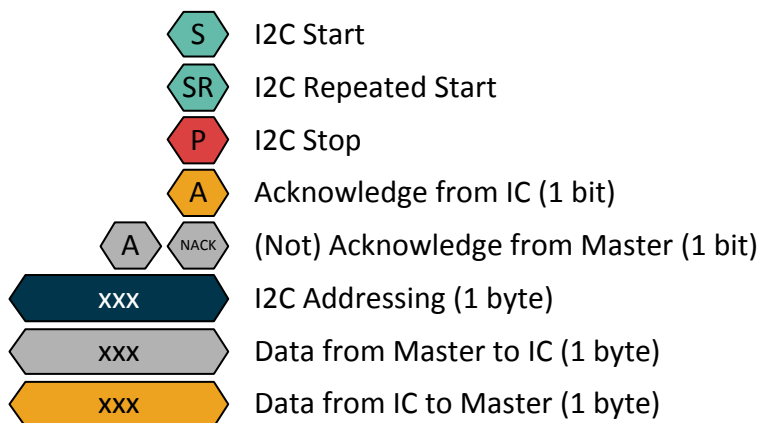 S I2C Start
SR I2C Repeated Start
P I2C Stop
A Acknowledge from IC (1 bit)
A NACK (Not) Acknowledge from Master (1 bit)
xxx I2C Addressing (1 byte)
xxx Data from Master to IC (1 byte)
xxx Data from IC to Master (1 byte)